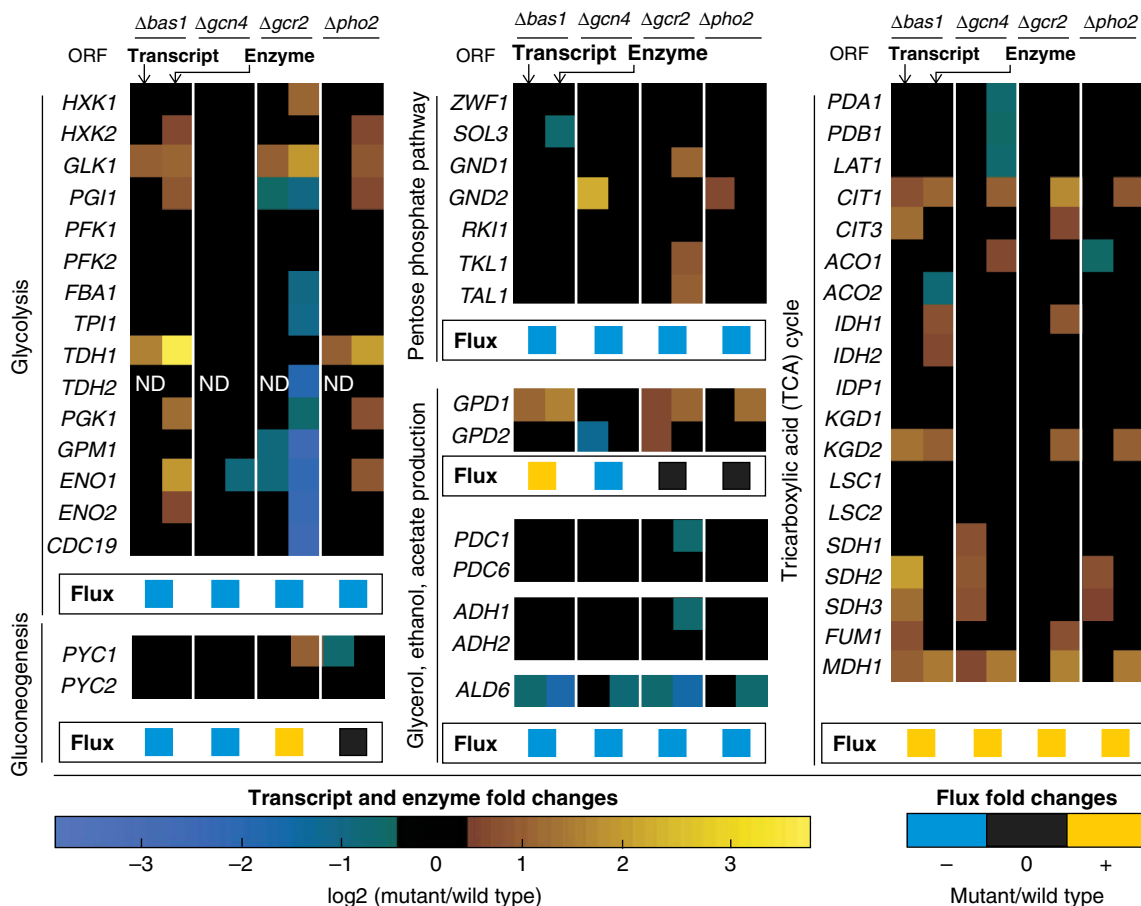 Δbas1 Δgcn4 Δgcr2 Δpho2
ORF Transcript Enzyme
Glycolysis
HXK1
HXK2
GLK1
PGI1
PFK1
PFK2
FBA1
TPI1
TDH1
TDH2 ND ND ND ND
PGK1
GPM1
ENO1
ENO2
CDC19
Flux
Gluconeogenesis
PYC1
PYC2
Flux
Δbas1 Δgcn4 Δgcr2 Δpho2
ORF Transcript Enzyme
Pentose phosphate pathway
ZWF1
SOL3
GND1
GND2
RKI1
TKL1
TAL1
Flux
Glycerol, ethanol, acetate production
GPD1
GPD2
Flux
PDC1
PDC6
ADH1
ADH2
ALD6
Flux
Δbas1 Δgcn4 Δgcr2 Δpho2
ORF Transcript Enzyme
Tricarboxylic acid (TCA) cycle
PDA1
PDB1
LAT1
CIT1
CIT3
ACO1
ACO2
IDH1
IDH2
IDP1
KGD1
KGD2
LSC1
LSC2
SDH1
SDH2
SDH3
FUM1
MDH1
Flux
Transcript and enzyme fold changes
–3 –2 –1 0 1 2 3
log2 (mutant/wild type)
Flux fold changes
– 0 +
Mutant/wild type